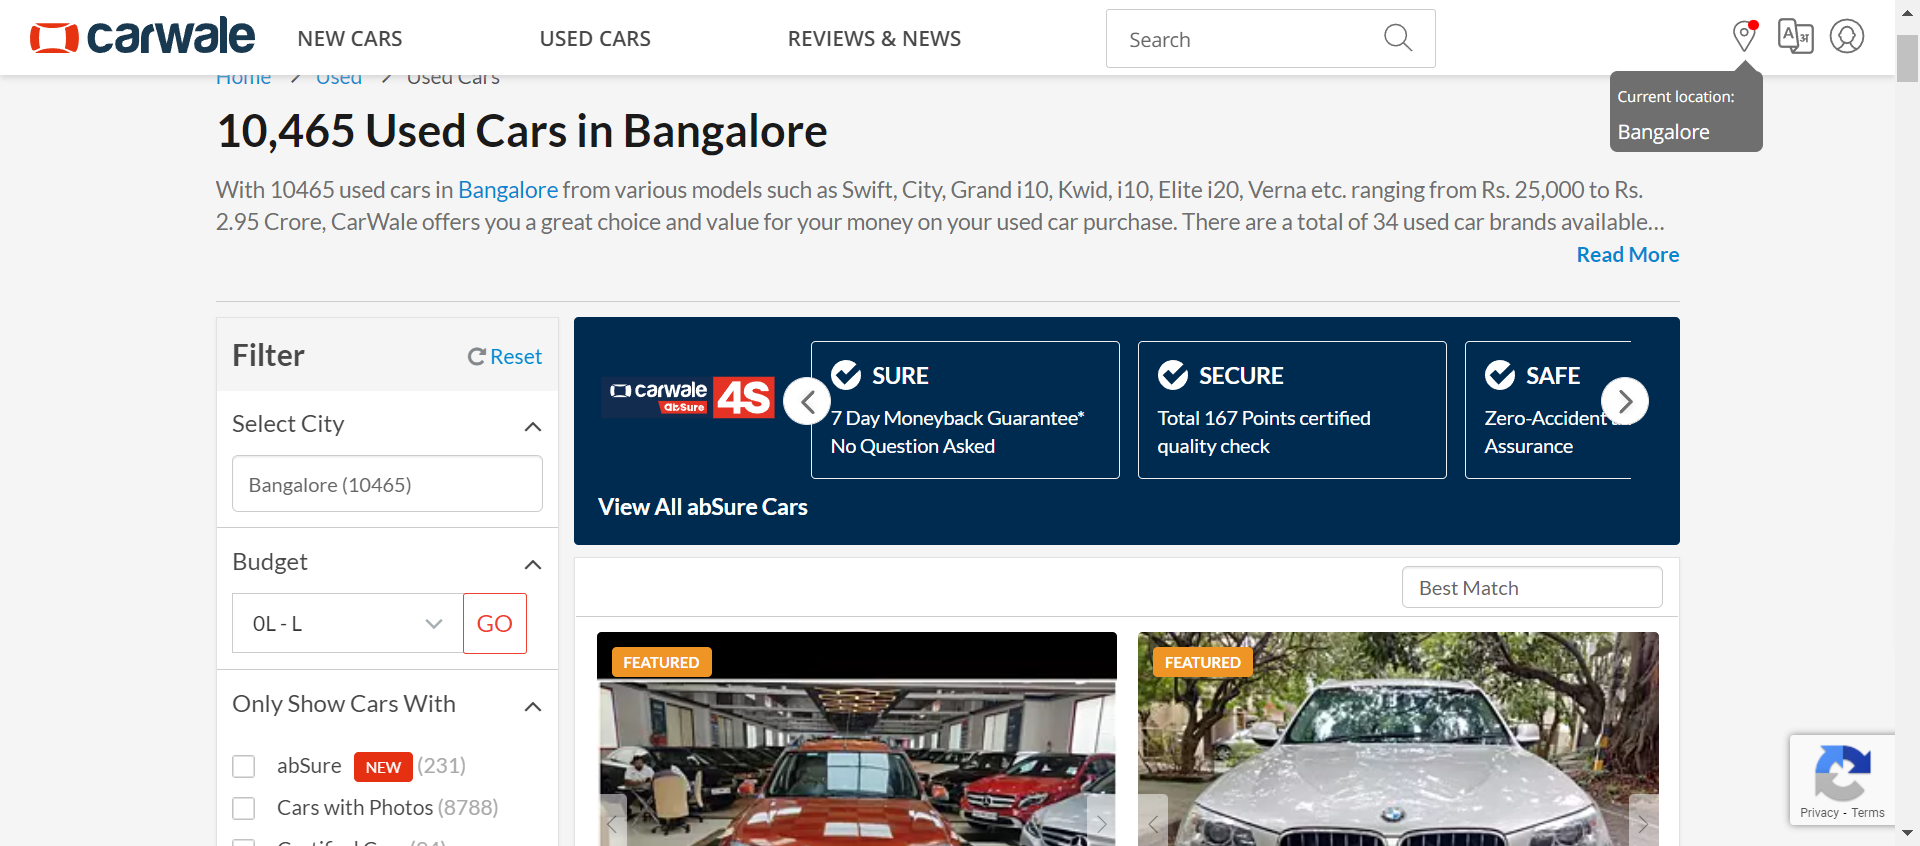 carwale
NEW CARS
USED CARS
REVIEWS & NEWS
Search
A अ
Current location:
Bangalore
Home
Used
Used Cars
10,465 Used Cars in Bangalore
With 10465 used cars in Bangalore from various models such as Swift, City, Grand i10, Kwid, i10, Elite i20, Verna etc. ranging from Rs. 25,000 to Rs.
2.95 Crore, CarWale offers you a great choice and value for your money on your used car purchase. There are a total of 34 used car brands available...
Read More
Filter
Reset
Select City
Bangalore (10465)
Budget
0L - L
GO
Only Show Cars With
abSure NEW (231)
Cars with Photos (8788)
carwale
abSure
4S
SURE
7 Day Moneyback Guarantee*
No Question Asked
SECURE
Total 167 Points certified
quality check
SAFE
Zero-Accident
Assurance
View All abSure Cars
Best Match
FEATURED
FEATURED
Privacy - Terms